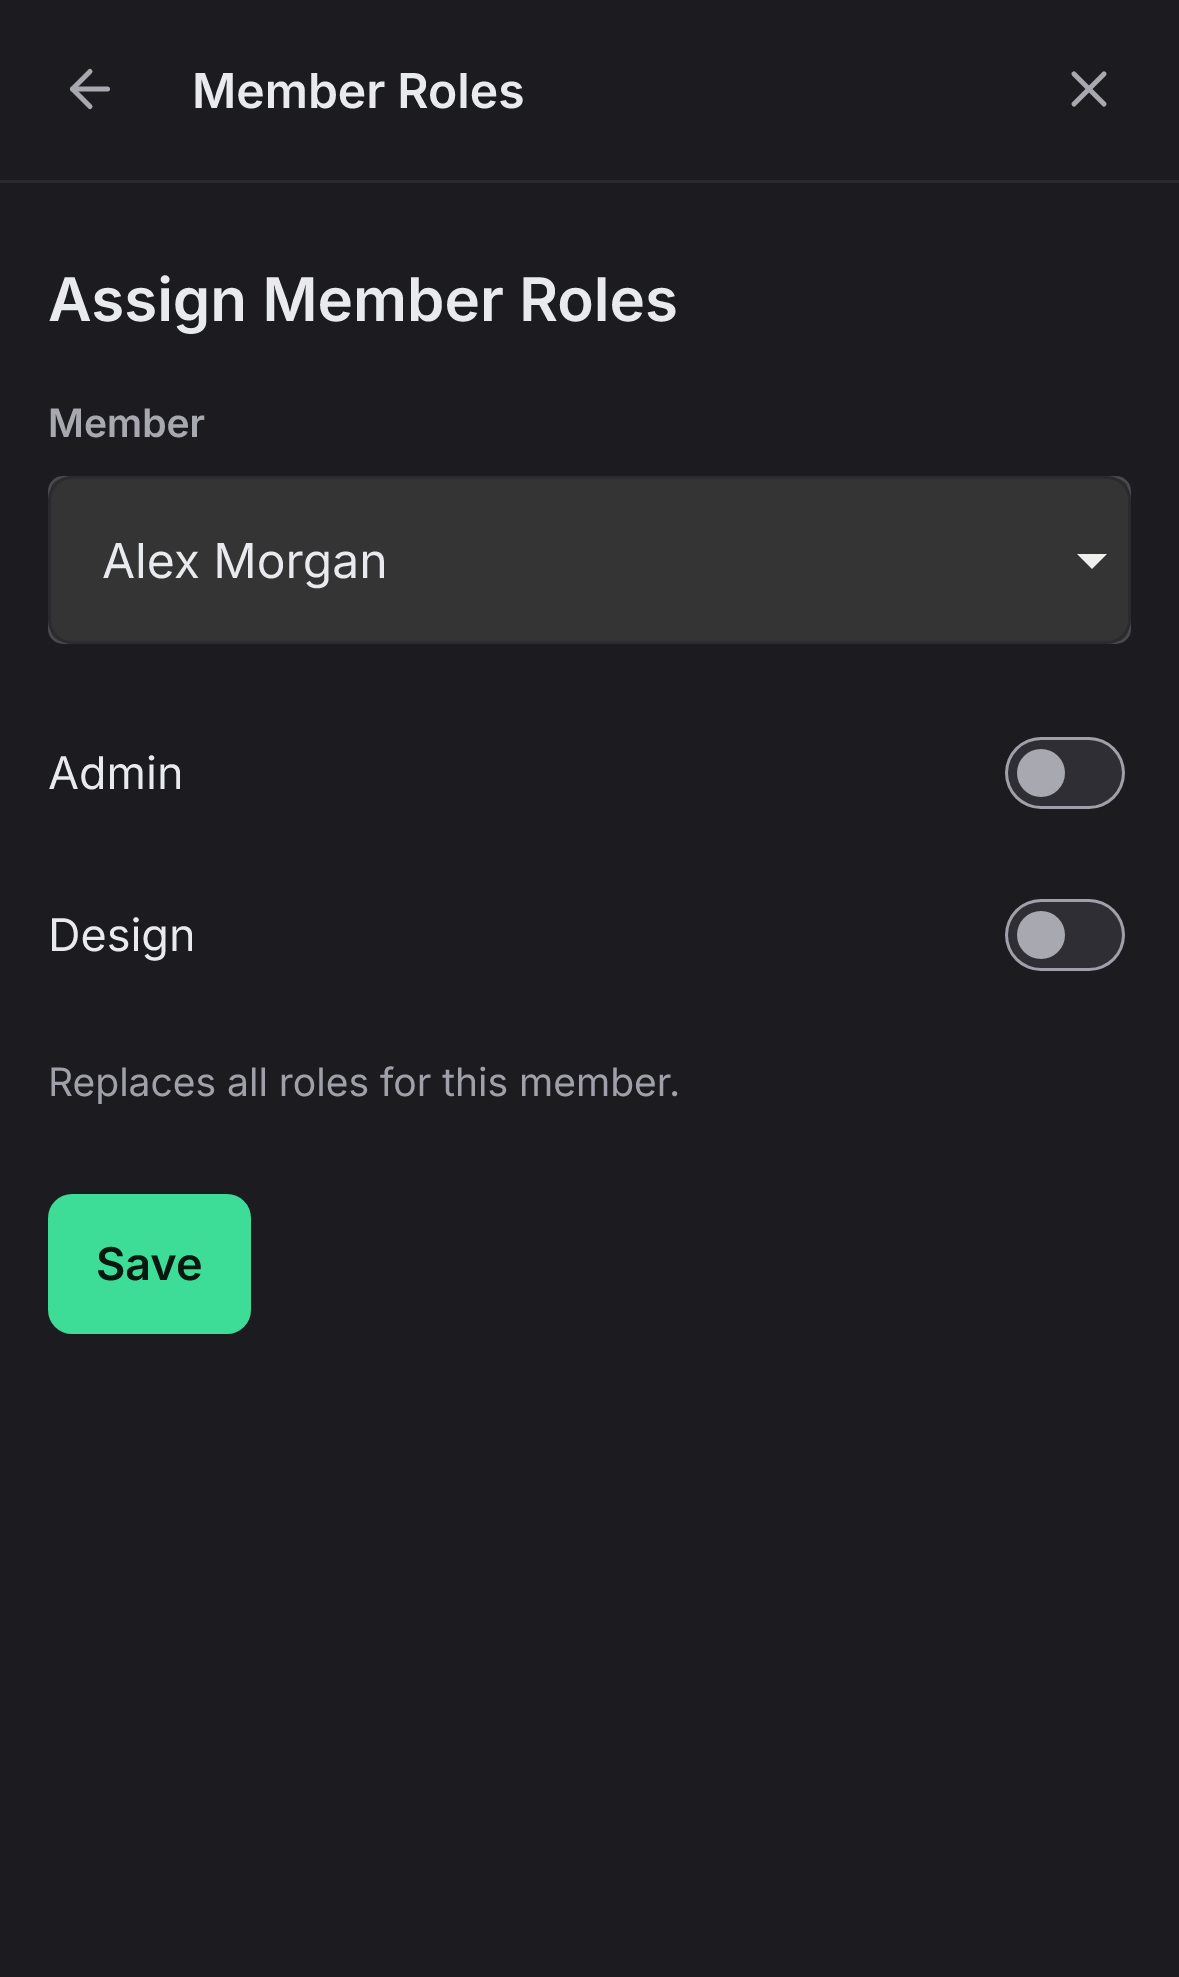 Member Roles
Assign Member Roles
Member
Alex Morgan
Admin
Design
Replaces all roles for this member.
Save